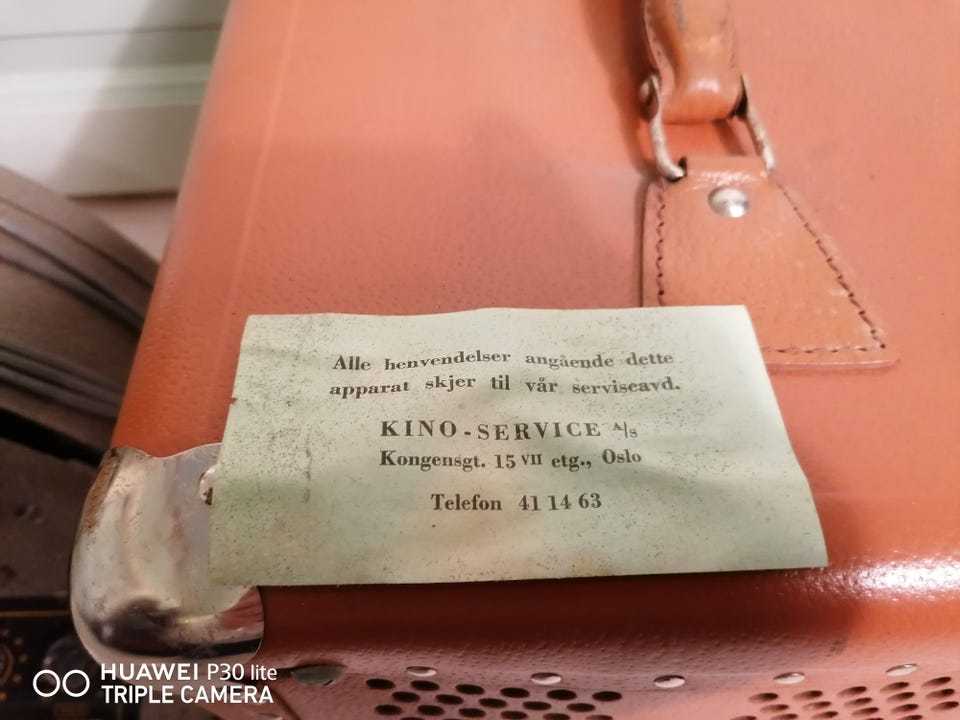 Alle henvendelser angående dette
apparat skjer til vår serviseavd.
KINO-SERVICE A/s
Kongensgt. 15 VII etg., Oslo
Telefon 41 14 63
HUAWEI P30 lite
TRIPLE CAMERA